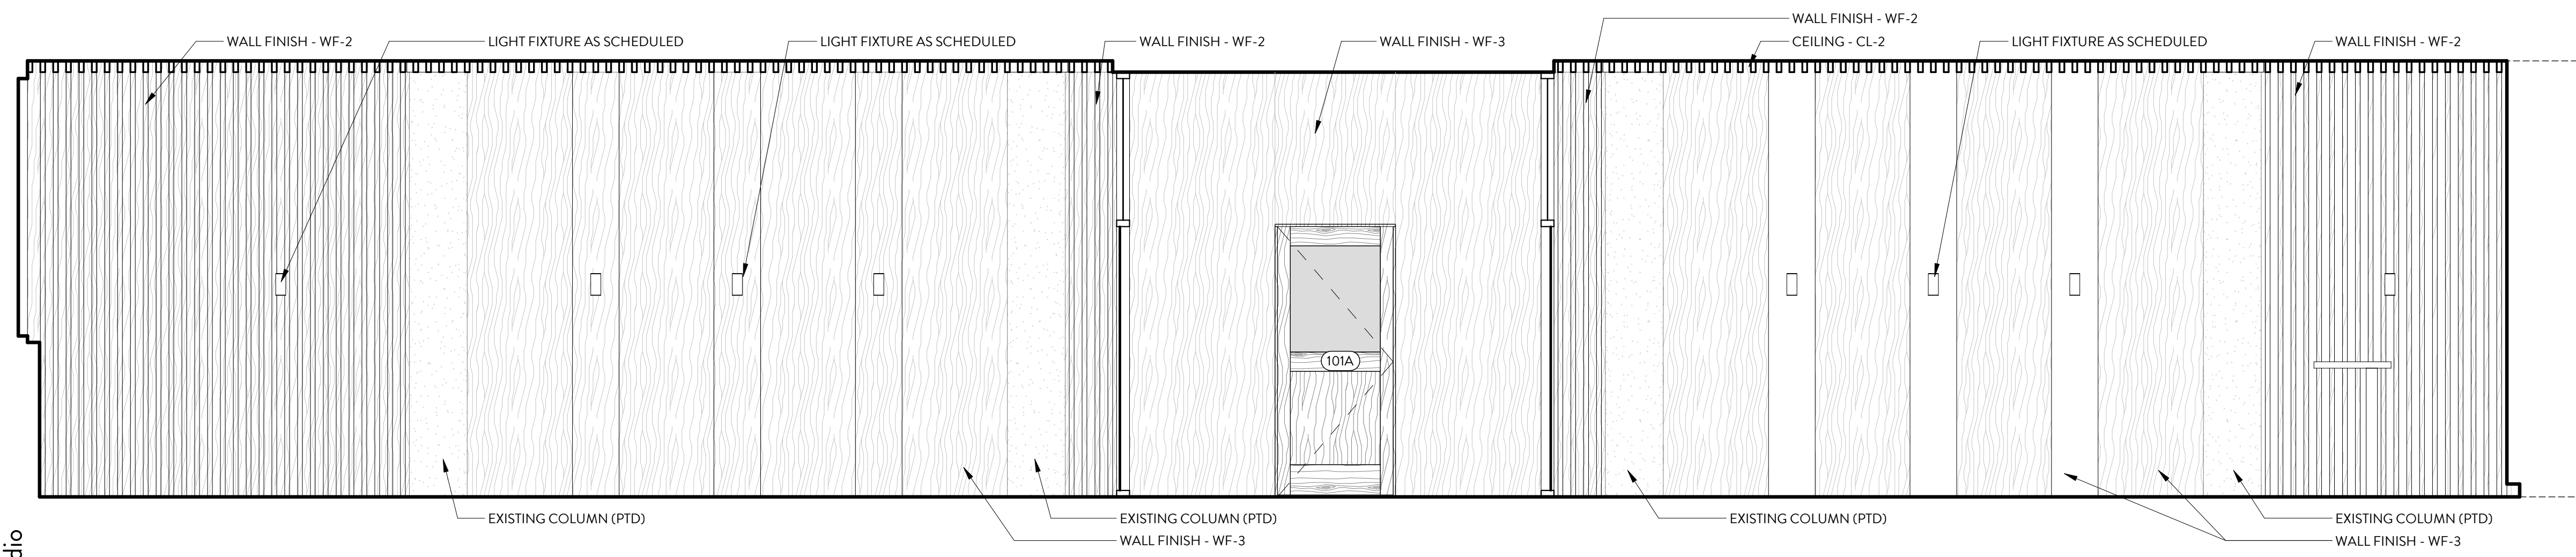 WALL FINISH - WF-2
WALL FINISH - WF-2
LIGHT FIXTURE AS SCHEDULED
LIGHT FIXTURE AS SCHEDULED
WALL FINISH - WF-2
WALL FINISH - WF-3
CEILING - CL-2
LIGHT FIXTURE AS SCHEDULED
WALL FINISH - WF-2
101A
EXISTING COLUMN (PTD)
EXISTING COLUMN (PTD)
EXISTING COLUMN (PTD)
EXISTING COLUMN (PTD)
WALL FINISH - WF-3
WALL FINISH - WF-3
dio